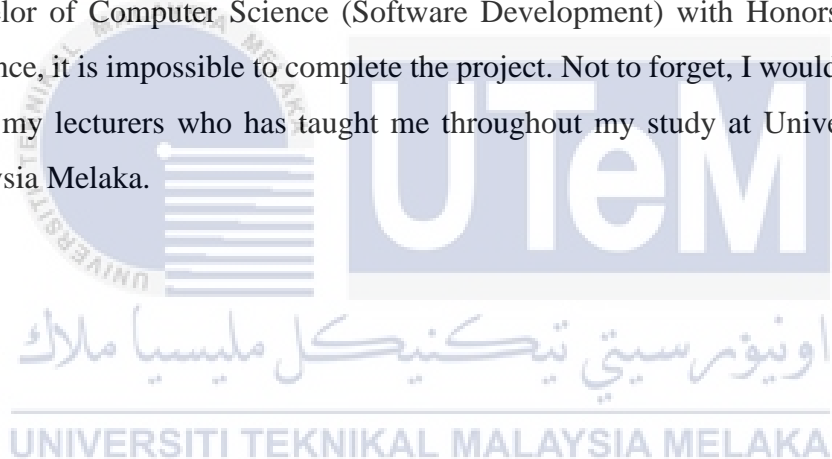 lor of Computer Science (Software Development) with Honors
nce, it is impossible to complete the project. Not to forget, I would
my lecturers who has taught me throughout my study at Unive
ysia Melaka.
UTeM
اونيۏرسيتي تيكنيكل مليسيا ملاك
UNIVERSITI TEKNIKAL MALAYSIA MELAKA